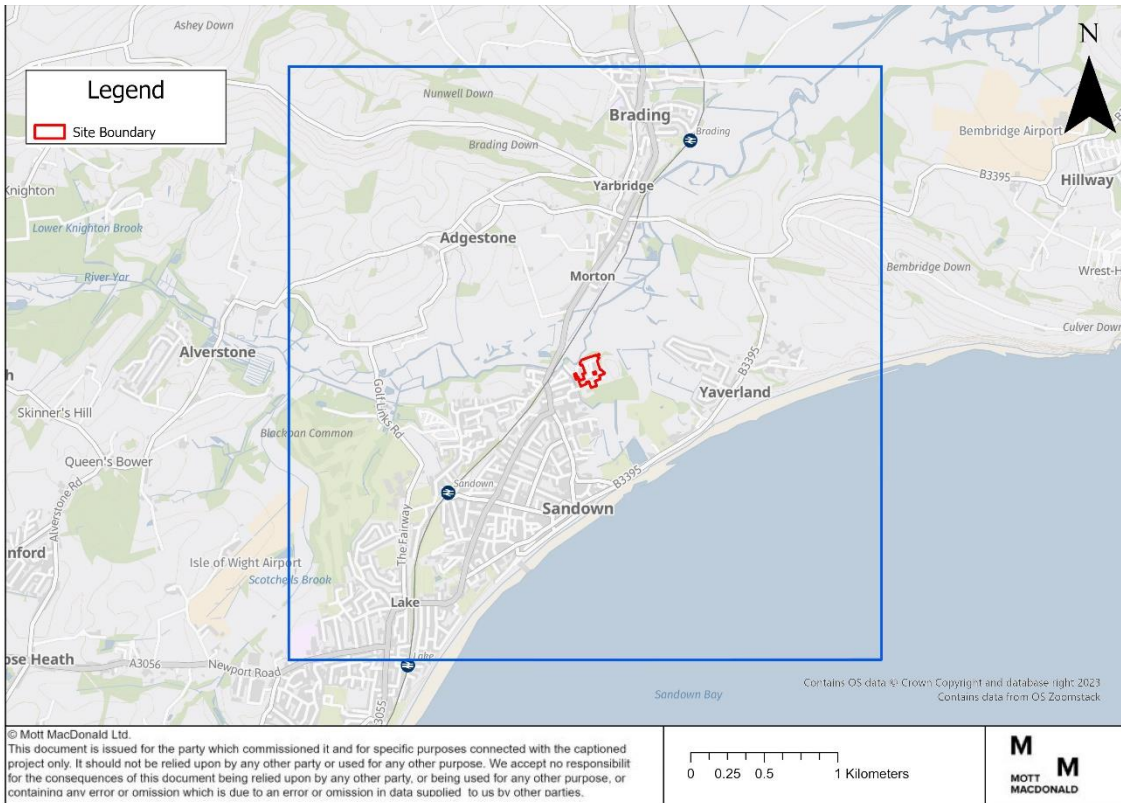 Ashey Down
N
Legend
Site Boundary
Nunwell Down
Brading
Brading
Bembridge Airport
Brading Down
Knighton
Yarbridge
B3395
Hillway
Lower Knighton Brook
Adgestone
River Yar
Morton
Bembridge Down
Wrest-H
Culver Down
Alverstone
B3395
Yaverland
Golf Links Rd
Skinner's Hill
Blackpan Common
Queen's Bower
B3395
Sandown
Alverstone Rd
Sandown
The Fairway
nford
Isle of Wight Airport
Scotchells Brook
Lake
ose Heath
A3056
Newport Road
Lake
3055
Sandown Bay
Contains OS data © Crown Copyright and database right 2023
Contains data from OS Zoomstack
© Mott MacDonald Ltd.
This document is issued for the party which commissioned it and for specific purposes connected with the captioned
project only. It should not be relied upon by any other party or used for any other purpose. We accept no responsibilit
for the consequences of this document being relied upon by any other party, or being used for any other purpose, or
containing any error or omission which is due to an error or omission in data supplied to us by other parties.
0 0.25 0.5 1 Kilometers
M
M
MOTT
MACDONALD